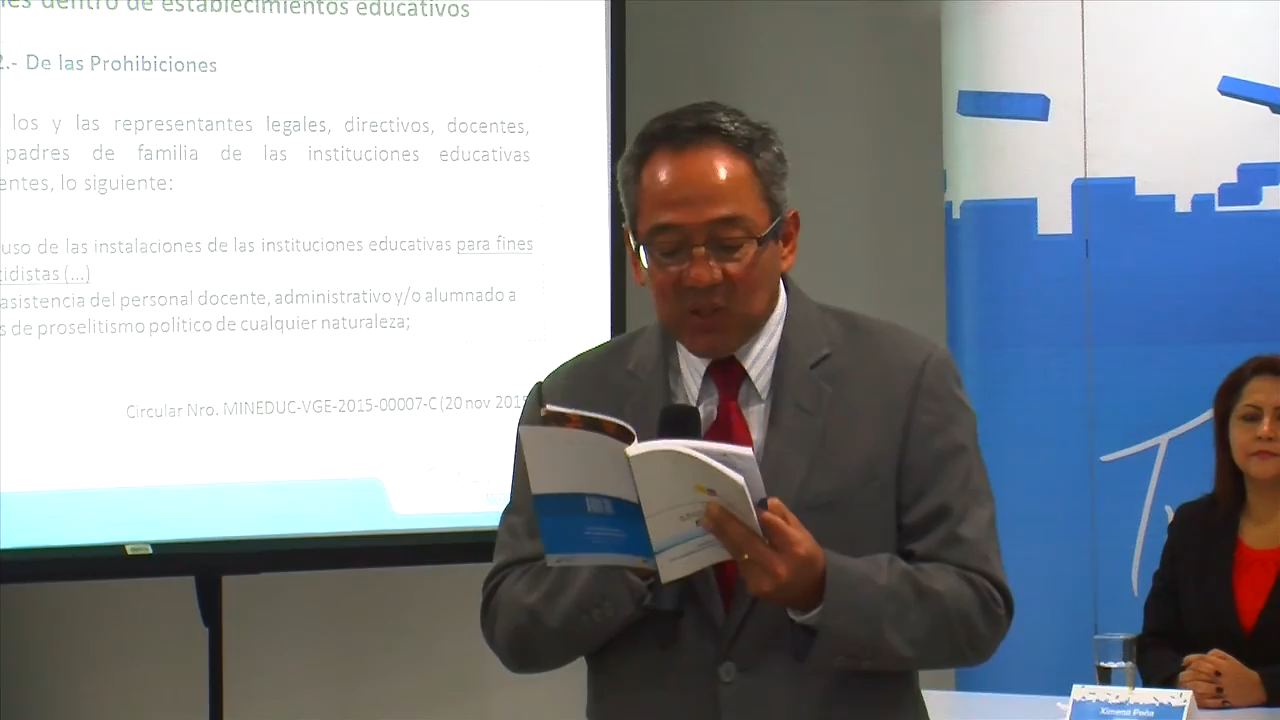 es dentro de establecimientos educativos
2.- De las Prohibiciones
los y las representantes legales, directivos, docentes,
padres de familia de las instituciones educativas
entes, lo siguiente:
uso de las instalaciones de las instituciones educativas para fines
tidistas (...)
asistencia del personal docente, administrativo y/o alumnado a
s de proselitismo político de cualquier naturaleza;
Circular Nro. MINEDUC-VGE-2015-00007-C (20 nov 2015
Ximena Peña